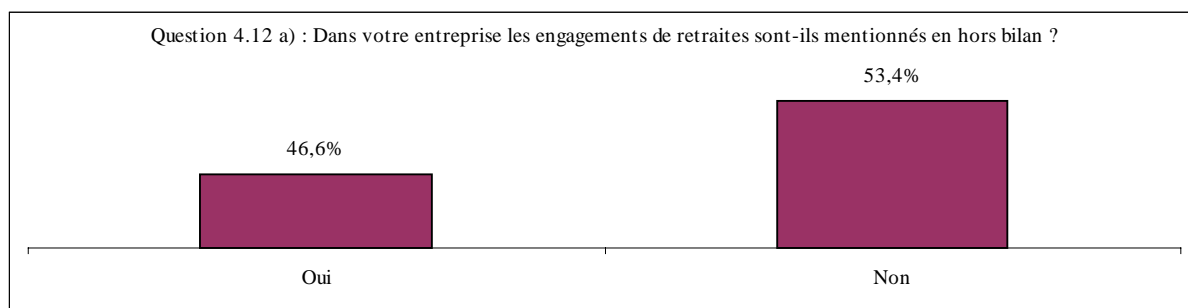 Question 4.12 a) : Dans votre entreprise les engagements de retraites sont-ils mentionnés en hors bilan ?
53,4%
46,6%
Oui
Non